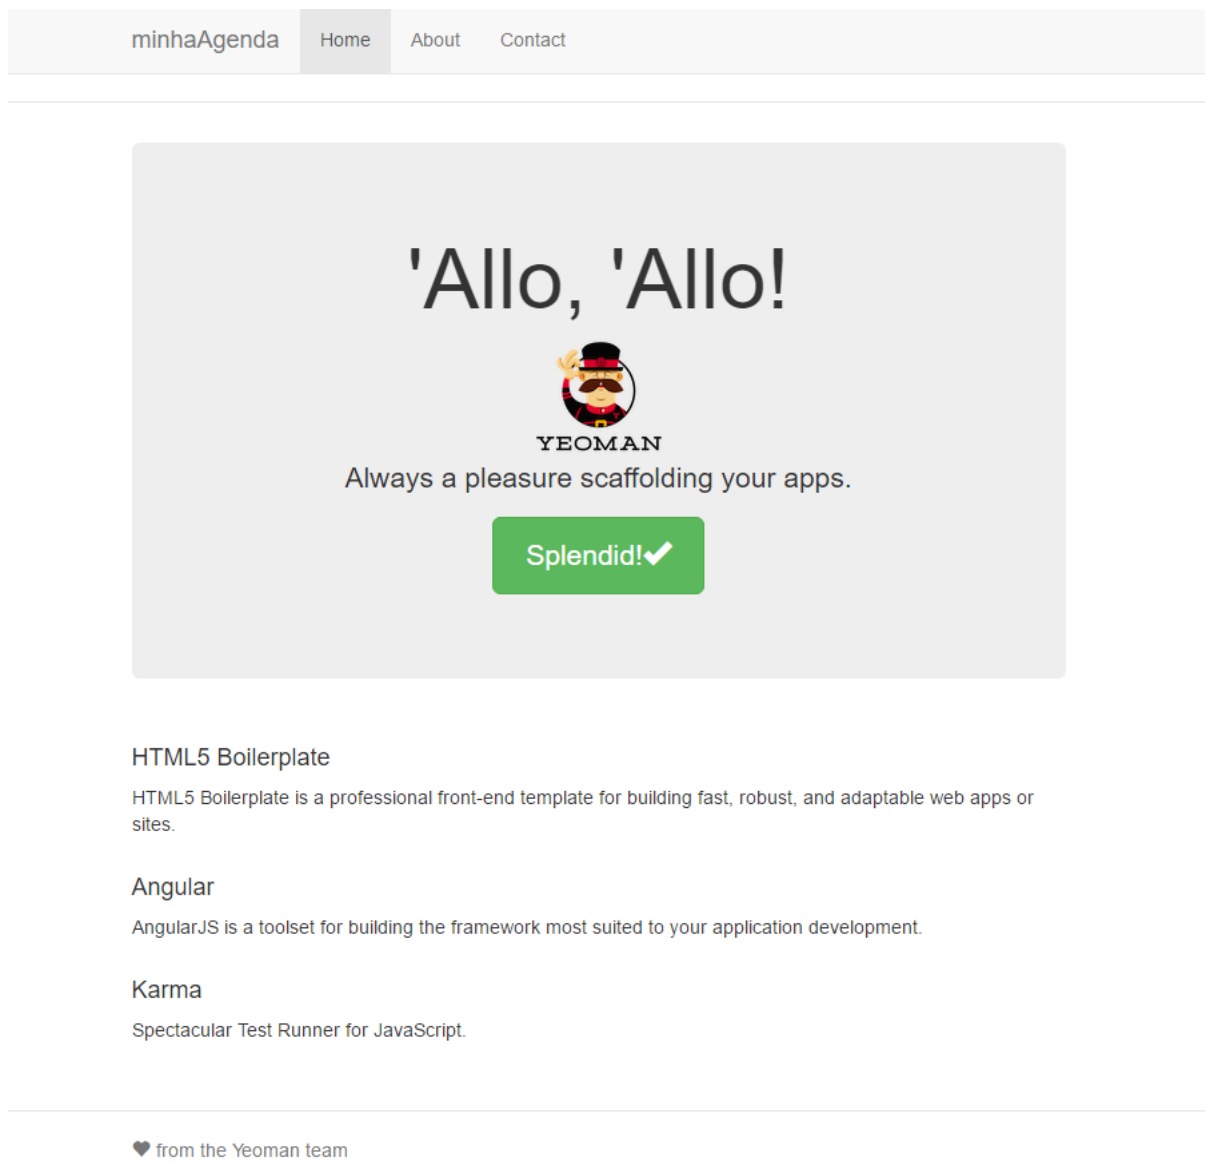 minhaAgenda Home About Contact
'Allo, 'Allo!
YEOMAN
Always a pleasure scaffolding your apps.
Splendid!
HTML5 Boilerplate
HTML5 Boilerplate is a professional front-end template for building fast, robust, and adaptable web apps or
sites.
Angular
AngularJS is a toolset for building the framework most suited to your application development.
Karma
Spectacular Test Runner for JavaScript.
♥ from the Yeoman team